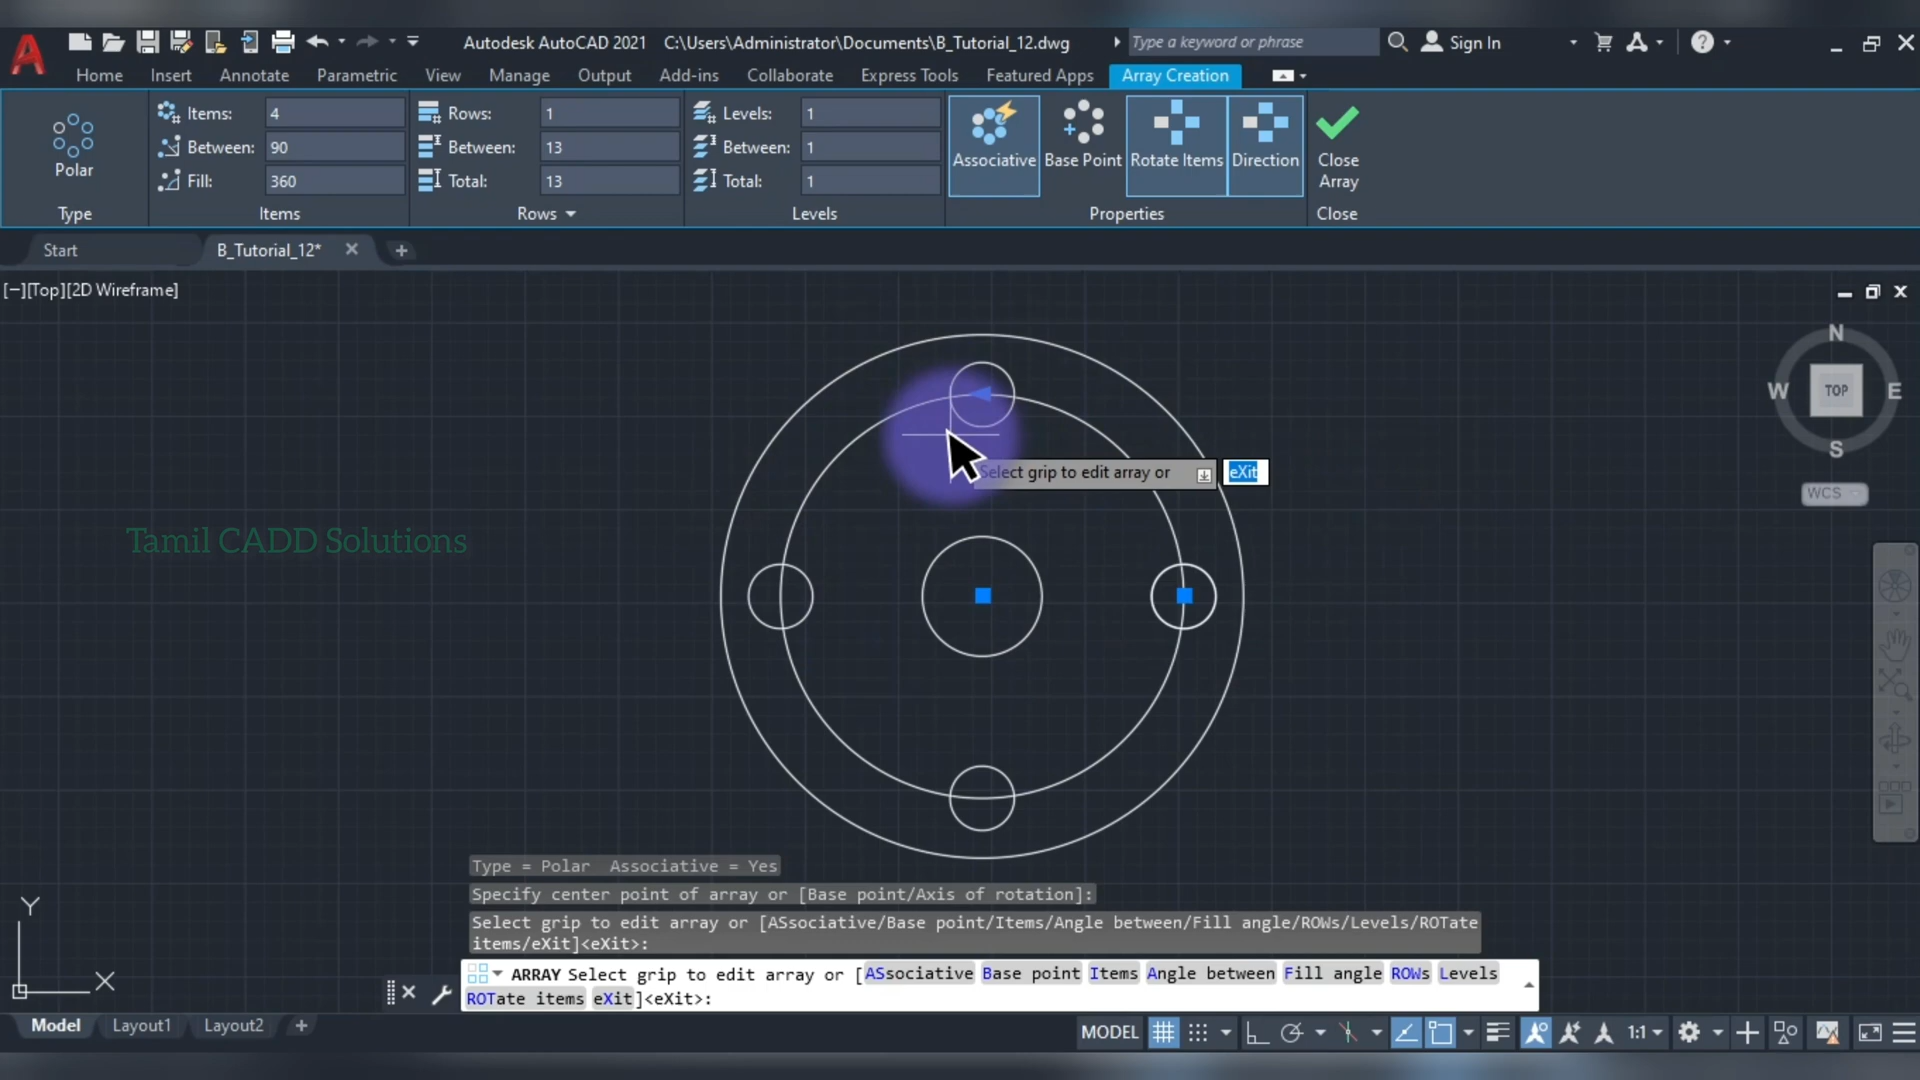 Autodesk AutoCAD 2021 C:\Users\Administrator\Documents\B_Tutorial_12.dwg Type a keyword or phrase Sign In
Home Insert Annotate Parametric View Manage Output Add-ins Collaborate Express Tools Featured Apps Array Creation
Items: 4 Rows: 1 Levels: 1
Between: 90 Between: 13 Between: 1
Polar Associative Base Point Rotate Items Direction Close Array
Fill: 360 Total: 13 Total: 1
Type Items Rows Levels Properties Close
Start B_Tutorial_12*
[−][Top][2D Wireframe]
N
W TOP E
S
WCS
Select grip to edit array or eXit
Tamil CADD Solutions
Type = Polar Associative = Yes
Specify center point of array or [Base point/Axis of rotation]:
Select grip to edit array or [ASsociative/Base point/Items/Angle between/Fill angle/ROWs/Levels/ROTate
items/eXit]<eXit>:
ARRAY Select grip to edit array or [ASsociative Base point Items Angle between Fill angle ROWs Levels
ROTate items eXit]<eXit>:
Y
X
Model Layout1 Layout2
MODEL 1:1